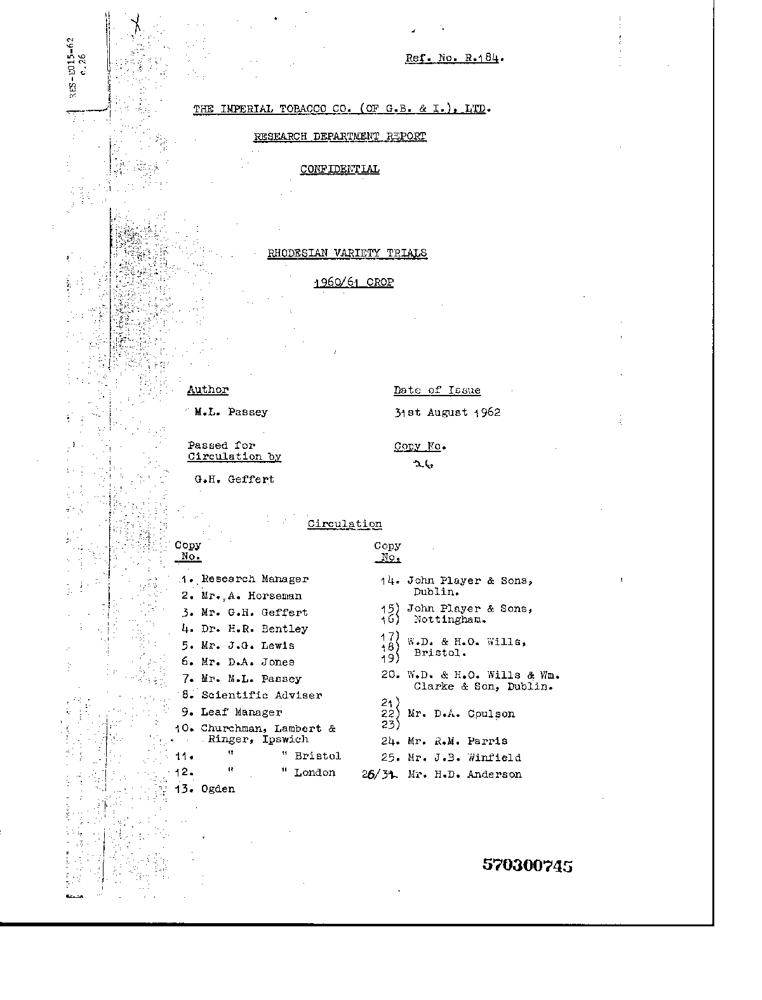 RES-D015-62
c.26
Ref. No. R.184.
THE IMPERIAL TOBACCO CO. (OF G.B. & I.), LTD.
RESEARCH DEPARTMENT REPORT
CONFIDENTIAL
RHODESIAN VARIETY TRIALS
1960/61 CROP
Author
M.L. Passey
Passed for
Circulation by
G.H. Geffert
Date of Issue
31st August 1962
Copy No.
26
Circulation
Copy
No.
1. Research Manager
2. Mr. A. Horseman
3. Mr. G.H. Geffert
4. Dr. H.R. Bentley
5. Mr. J.G. Lewis
6. Mr. D.A. Jones
7. Mr. M.L. Passey
8. Scientific Adviser
9. Leaf Manager
10. Churchman, Lambert &
Ringer, Ipswich
11. " " Bristol
12. " " London
13. Ogden
Copy
No.
14. John Player & Sons,
Dublin.
15) John Player & Sons,
16) Nottingham.
17)
18) W.D. & H.O. Wills,
19) Bristol.
20. W.D. & H.O. Wills & Wm.
Clarke & Son, Dublin.
21)
22) Mr. D.A. Coulson
23)
24. Mr. R.M. Parris
25. Mr. J.B. Winfield
26/32 Mr. H.D. Anderson
570300745